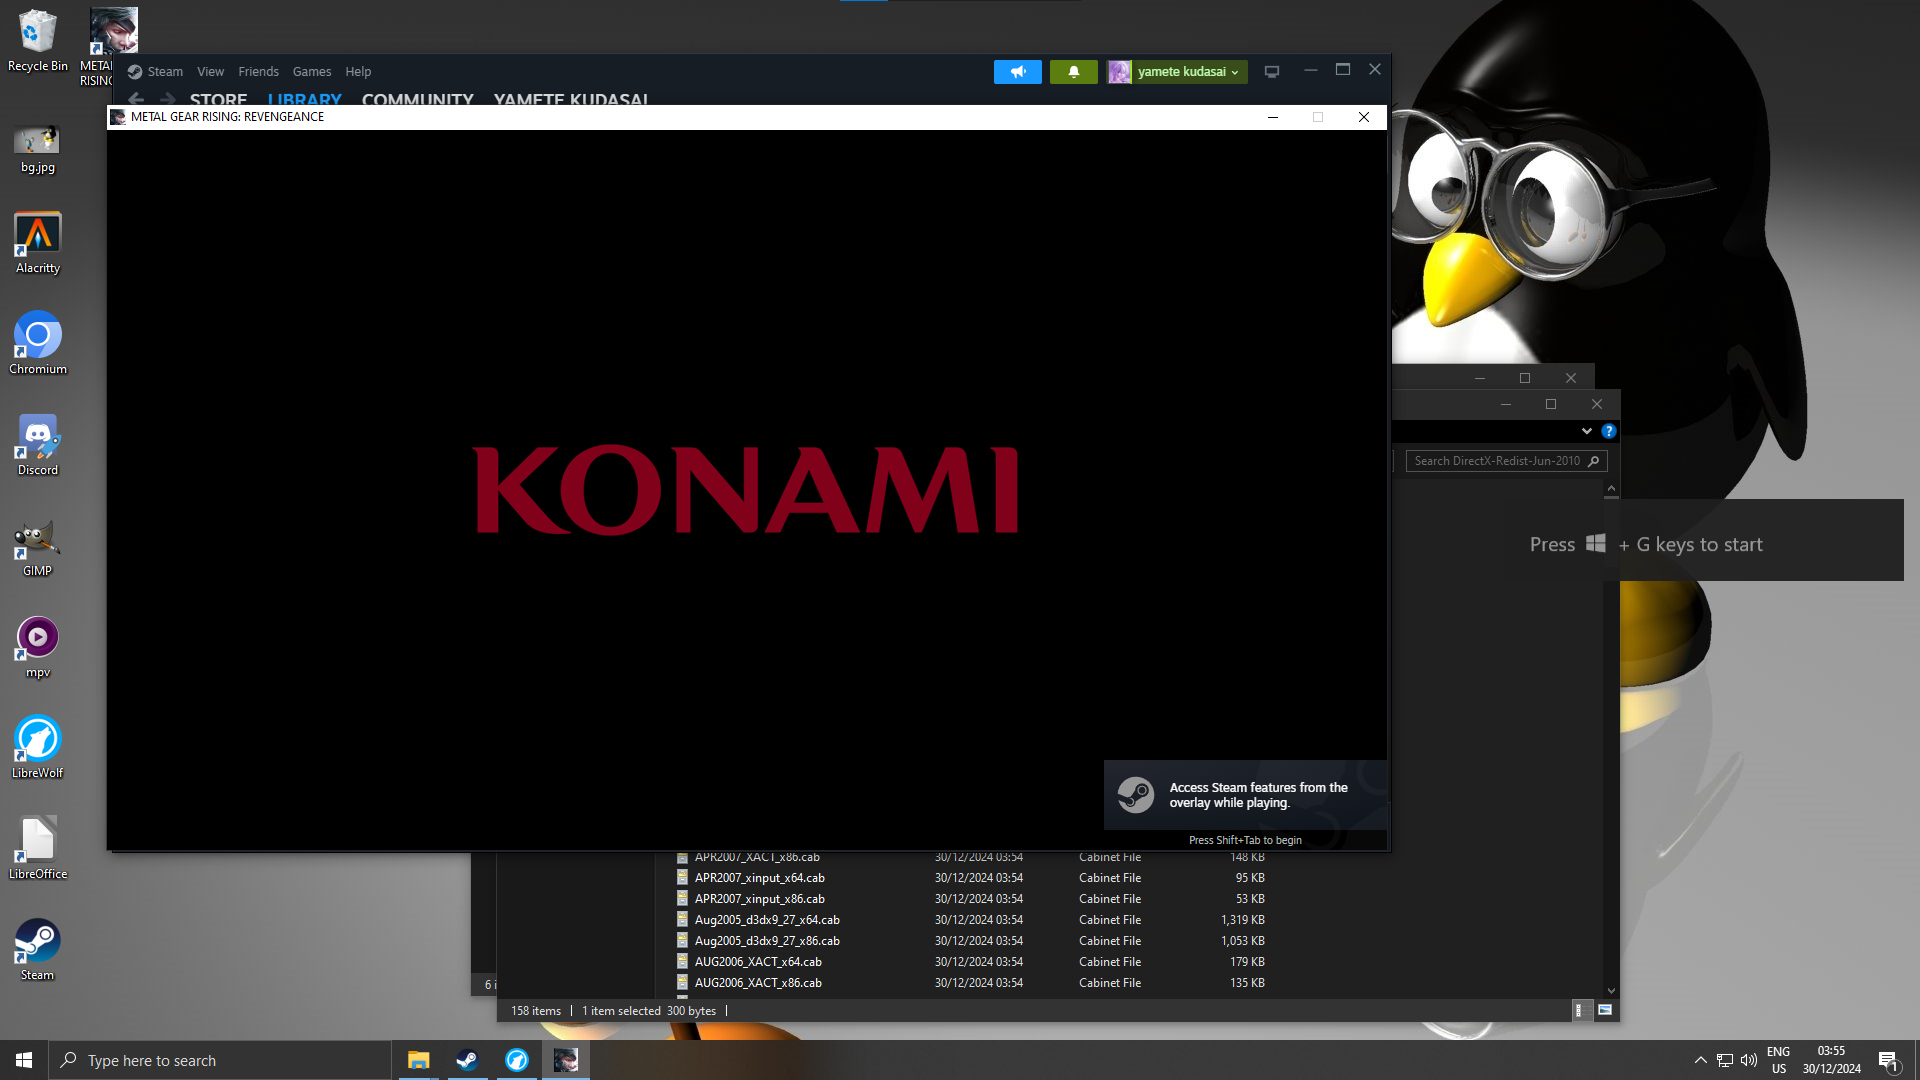 Recycle Bin
META
RISING
bg.jpg
Alacritty
Chromium
Discord
GIMP
mpv
LibreWolf
LibreOffice
Steam
Steam View Friends Games Help
yamete kudasai
STORE LIBRARY COMMUNITY YAMETE KUDASAI
METAL GEAR RISING: REVENGEANCE
KONAMI
Access Steam features from the
overlay while playing.
Press Shift+Tab to begin
Search DirectX-Redist-Jun-2010
Press + G keys to start
APR2007_XACT_x86.cab 30/12/2024 03:54 Cabinet File 148 KB
APR2007_xinput_x64.cab 30/12/2024 03:54 Cabinet File 95 KB
APR2007_xinput_x86.cab 30/12/2024 03:54 Cabinet File 53 KB
Aug2005_d3dx9_27_x64.cab 30/12/2024 03:54 Cabinet File 1,319 KB
Aug2005_d3dx9_27_x86.cab 30/12/2024 03:54 Cabinet File 1,053 KB
AUG2006_XACT_x64.cab 30/12/2024 03:54 Cabinet File 179 KB
AUG2006_XACT_x86.cab 30/12/2024 03:54 Cabinet File 135 KB
6 i
158 items 1 item selected 300 bytes
Type here to search
ENG
US
03:55
30/12/2024
1